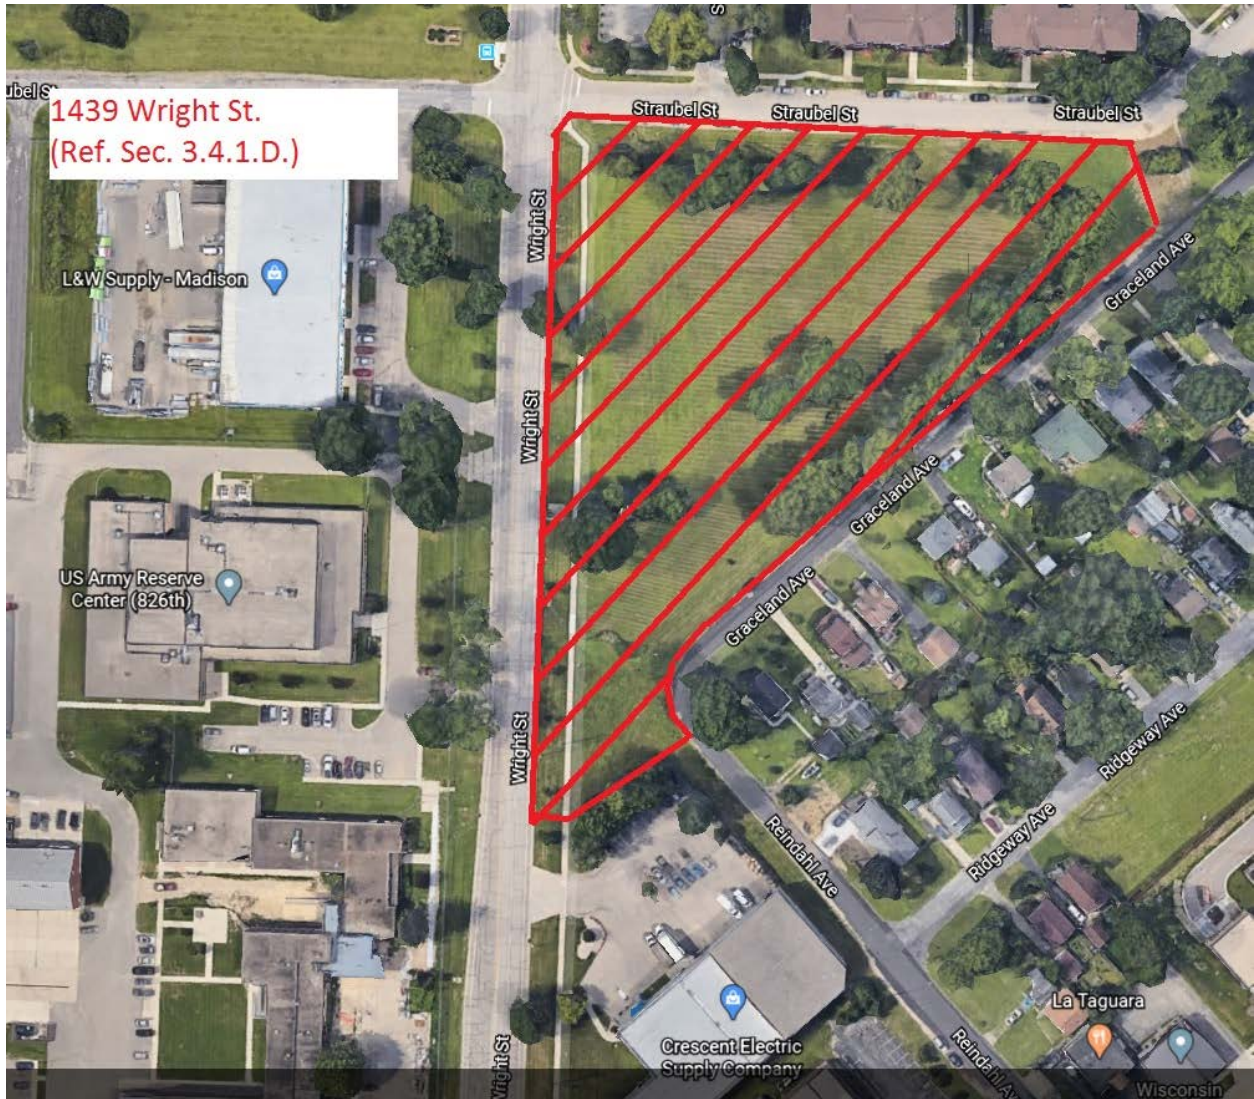 S
Straubel St
Straubel St
Straubel St
ubel St
1439 Wright St.
(Ref. Sec. 3.4.1.D.)
Wright St
Graceland Ave
L&W Supply - Madison
Wright St
Graceland Ave
US Army Reserve
Center (826th)
Graceland Ave
Wright St
Ridgeway Ave
Ridgeway Ave
Reindahl Ave
La Taguara
Crescent Electric
Supply Company
Wright St
Reindahl Av
Wisconsin